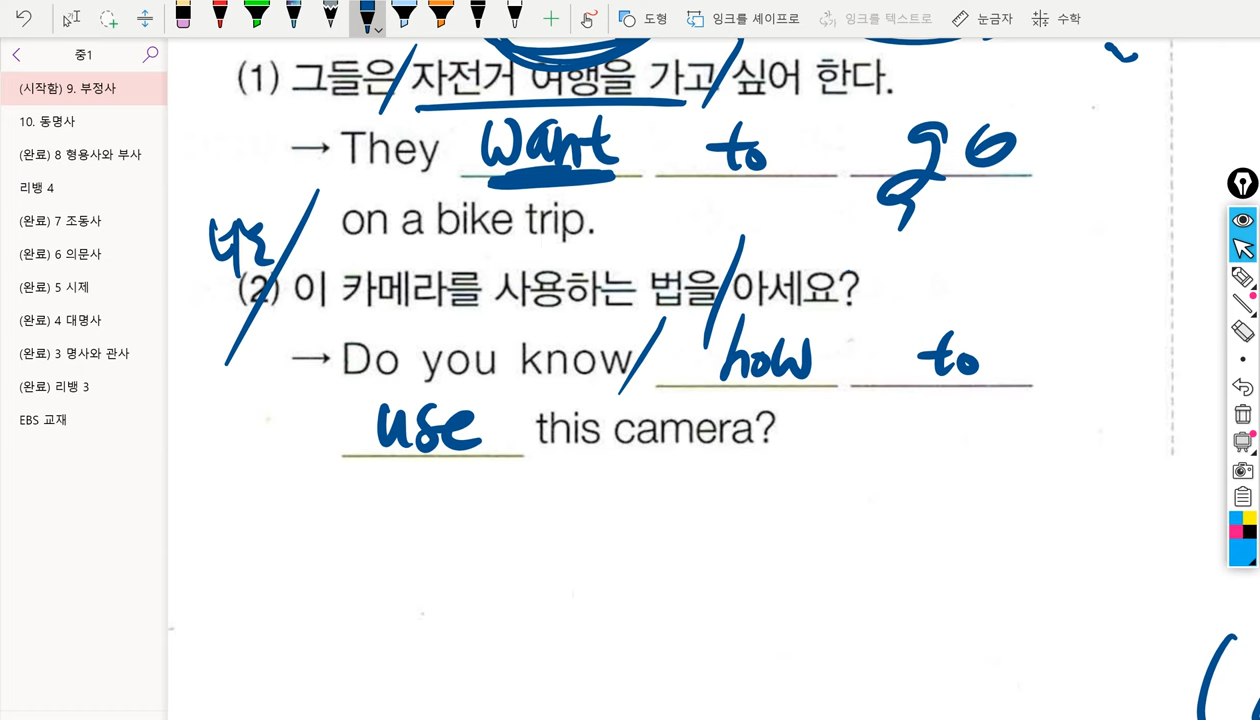 도형
잉크를 셰이프로
잉크를 텍스트로
눈금자
수학
중1
(시작함) 9. 부정사
10. 동명사
(완료) 8 형용사와 부사
리뱅 4
(완료) 7 조동사
(완료) 6 의문사
(완료) 5 시제
(완료) 4 대명사
(완료) 3 명사와 관사
(완료) 리뱅 3
EBS 교재
(1) 그들은 자전거 여행을 가고 싶어 한다.
→ They want to go
on a bike trip.
너는
(2) 이 카메라를 사용하는 법을 아세요?
→ Do you know how to
use this camera?